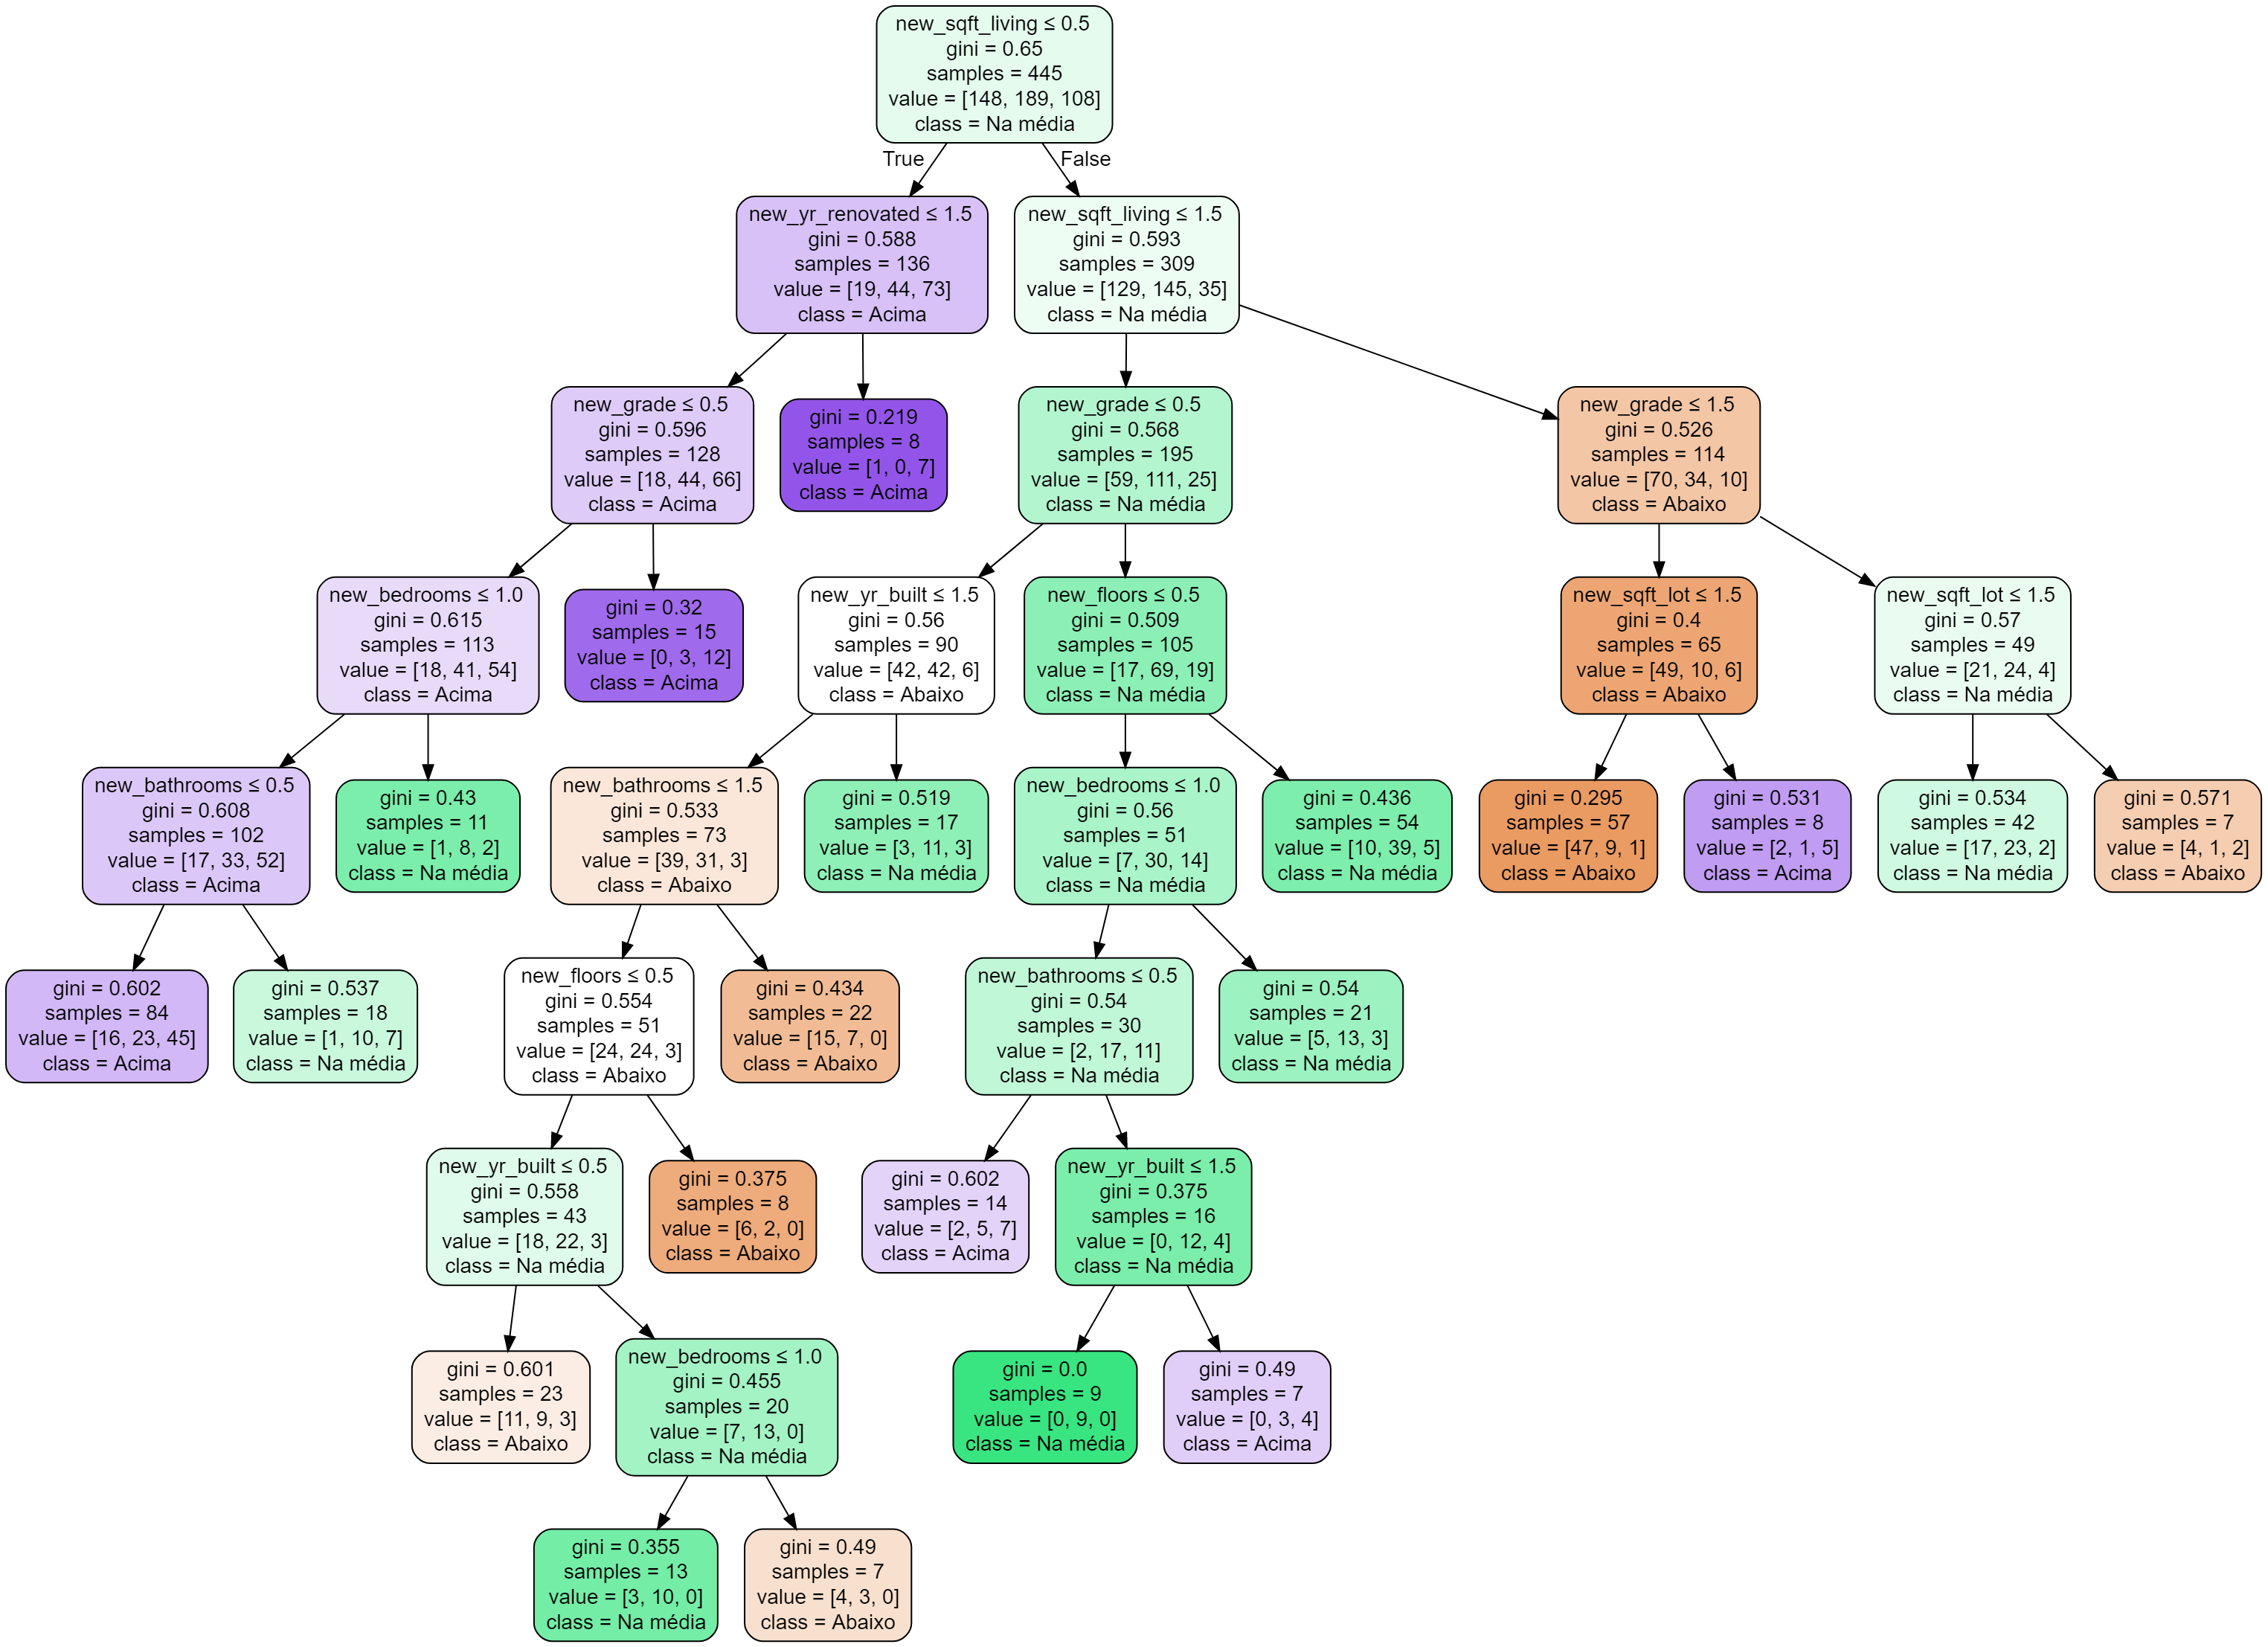 new_sqft_living ≤ 0.5
gini = 0.65
samples = 445
value = [148, 189, 108]
class = Na média
True
False
new_yr_renovated ≤ 1.5
gini = 0.588
samples = 136
value = [19, 44, 73]
class = Acima
new_sqft_living ≤ 1.5
gini = 0.593
samples = 309
value = [129, 145, 35]
class = Na média
new_grade ≤ 0.5
gini = 0.596
samples = 128
value = [18, 44, 66]
class = Acima
gini = 0.219
samples = 8
value = [1, 0, 7]
class = Acima
new_grade ≤ 0.5
gini = 0.568
samples = 195
value = [59, 111, 25]
class = Na média
new_grade ≤ 1.5
gini = 0.526
samples = 114
value = [70, 34, 10]
class = Abaixo
new_bedrooms ≤ 1.0
gini = 0.615
samples = 113
value = [18, 41, 54]
class = Acima
gini = 0.32
samples = 15
value = [0, 3, 12]
class = Acima
new_yr_built ≤ 1.5
gini = 0.56
samples = 90
value = [42, 42, 6]
class = Abaixo
new_floors ≤ 0.5
gini = 0.509
samples = 105
value = [17, 69, 19]
class = Na média
new_sqft_lot ≤ 1.5
gini = 0.4
samples = 65
value = [49, 10, 6]
class = Abaixo
new_sqft_lot ≤ 1.5
gini = 0.57
samples = 49
value = [21, 24, 4]
class = Na média
new_bathrooms ≤ 0.5
gini = 0.608
samples = 102
value = [17, 33, 52]
class = Acima
gini = 0.43
samples = 11
value = [1, 8, 2]
class = Na média
new_bathrooms ≤ 1.5
gini = 0.533
samples = 73
value = [39, 31, 3]
class = Abaixo
gini = 0.519
samples = 17
value = [3, 11, 3]
class = Na média
new_bedrooms ≤ 1.0
gini = 0.56
samples = 51
value = [7, 30, 14]
class = Na média
gini = 0.436
samples = 54
value = [10, 39, 5]
class = Na média
gini = 0.295
samples = 57
value = [47, 9, 1]
class = Abaixo
gini = 0.531
samples = 8
value = [2, 1, 5]
class = Acima
gini = 0.534
samples = 42
value = [17, 23, 2]
class = Na média
gini = 0.571
samples = 7
value = [4, 1, 2]
class = Abaixo
gini = 0.602
samples = 84
value = [16, 23, 45]
class = Acima
gini = 0.537
samples = 18
value = [1, 10, 7]
class = Na média
new_floors ≤ 0.5
gini = 0.554
samples = 51
value = [24, 24, 3]
class = Abaixo
gini = 0.434
samples = 22
value = [15, 7, 0]
class = Abaixo
new_bathrooms ≤ 0.5
gini = 0.54
samples = 30
value = [2, 17, 11]
class = Na média
gini = 0.54
samples = 21
value = [5, 13, 3]
class = Na média
new_yr_built ≤ 0.5
gini = 0.558
samples = 43
value = [18, 22, 3]
class = Na média
gini = 0.375
samples = 8
value = [6, 2, 0]
class = Abaixo
gini = 0.602
samples = 14
value = [2, 5, 7]
class = Acima
new_yr_built ≤ 1.5
gini = 0.375
samples = 16
value = [0, 12, 4]
class = Na média
gini = 0.601
samples = 23
value = [11, 9, 3]
class = Abaixo
new_bedrooms ≤ 1.0
gini = 0.455
samples = 20
value = [7, 13, 0]
class = Na média
gini = 0.0
samples = 9
value = [0, 9, 0]
class = Na média
gini = 0.49
samples = 7
value = [0, 3, 4]
class = Acima
gini = 0.355
samples = 13
value = [3, 10, 0]
class = Na média
gini = 0.49
samples = 7
value = [4, 3, 0]
class = Abaixo